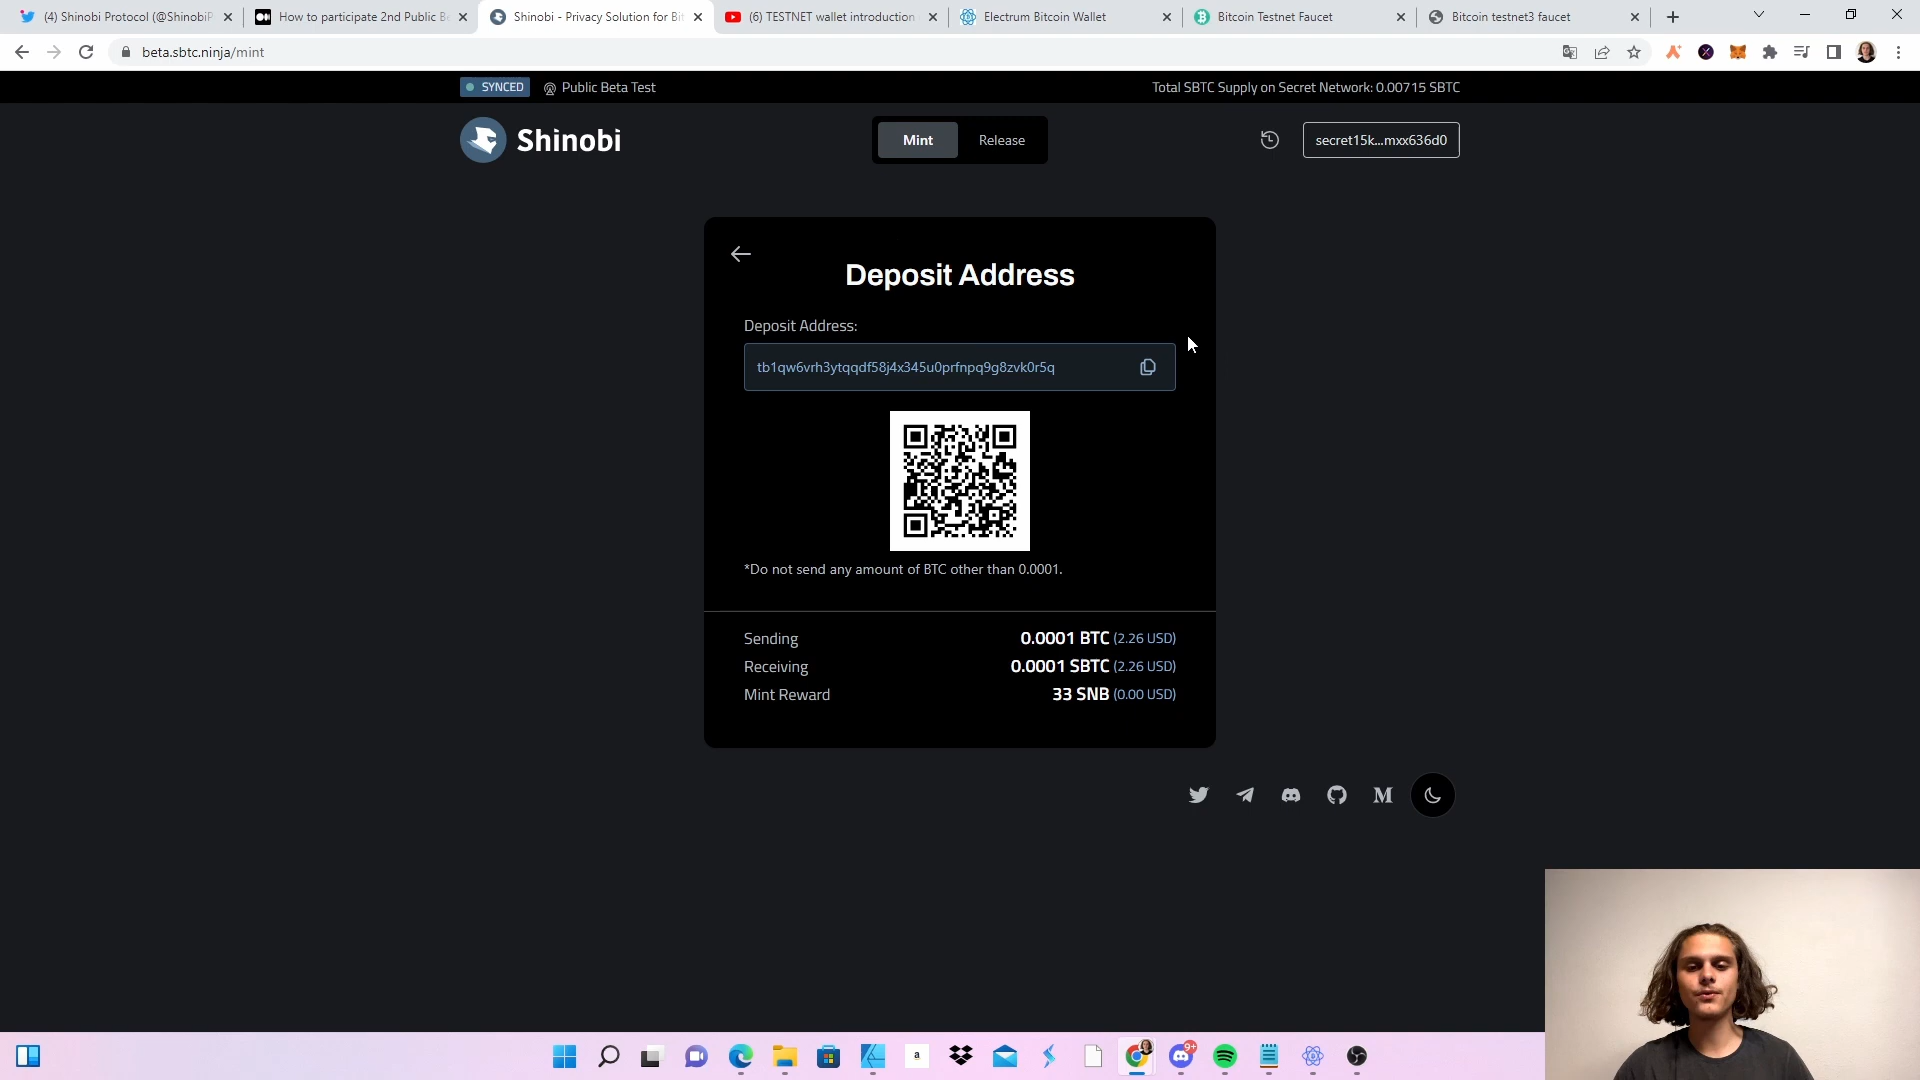 (4) Shinobi Protocol (@ShinobiP
How to participate 2nd Public Be
Shinobi - Privacy Solution for Bit
(6) TESTNET wallet introduction
Electrum Bitcoin Wallet
Bitcoin Testnet Faucet
Bitcoin testnet3 faucet
beta.sbtc.ninja/mint
SYNCED
Public Beta Test
Total SBTC Supply on Secret Network: 0.00715 SBTC
Shinobi
Mint
Release
secret15k...mxx636d0
Deposit Address
Deposit Address:
tb1qw6vrh3ytqqdf58j4x345u0prfnpq9g8zvk0r5q
*Do not send any amount of BTC other than 0.0001.
Sending
0.0001 BTC (2.26 USD)
Receiving
0.0001 SBTC (2.26 USD)
Mint Reward
33 SNB (0.00 USD)
M
a
9+